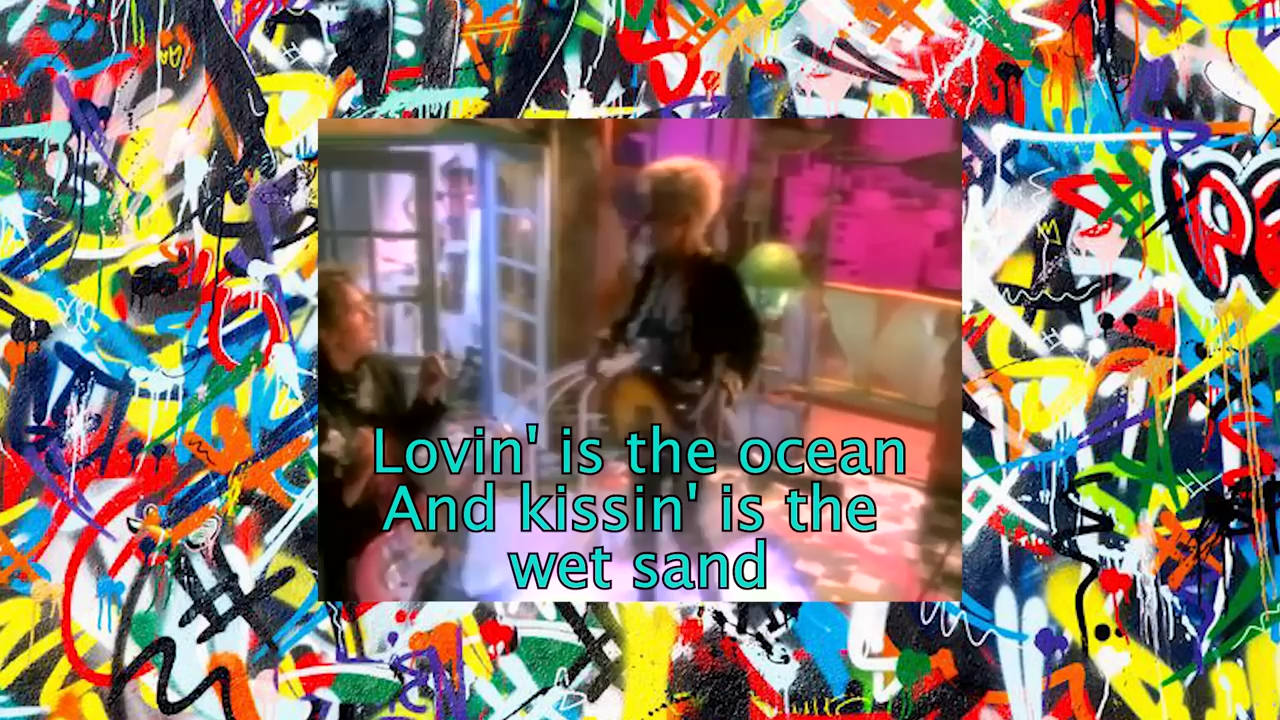 Lovin' is the ocean
And kissin' is the
wet sand